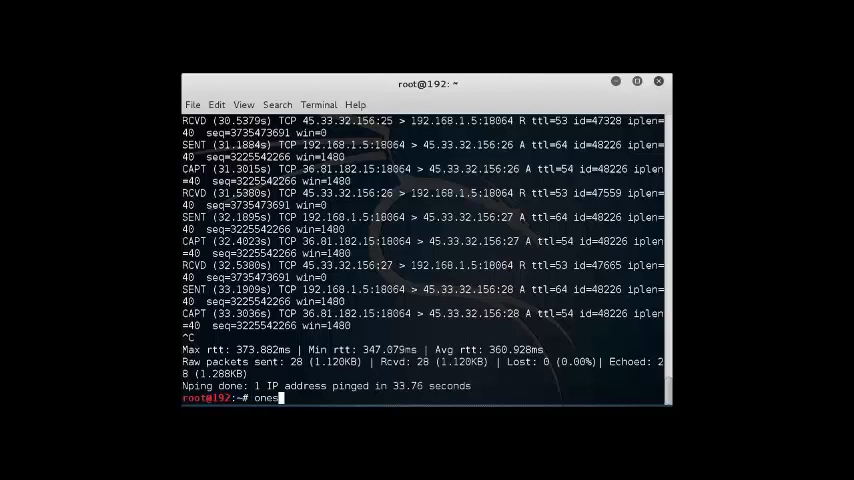 root@192: ~
File Edit View Search Terminal Help
RCVD (30.5379s) TCP 45.33.32.156:25 > 192.168.1.5:18064 R ttl=53 id=47328 iplen=
40  seq=3735473691 win=0
SENT (31.1884s) TCP 192.168.1.5:18064 > 45.33.32.156:26 A ttl=64 id=48226 iplen=
40  seq=3225542266 win=1480
CAPT (31.3015s) TCP 36.81.182.15:18064 > 45.33.32.156:26 A ttl=54 id=48226 iplen
=40  seq=3225542266 win=1480
RCVD (31.5380s) TCP 45.33.32.156:26 > 192.168.1.5:18064 R ttl=53 id=47559 iplen=
40  seq=3735473691 win=0
SENT (32.1895s) TCP 192.168.1.5:18064 > 45.33.32.156:27 A ttl=64 id=48226 iplen=
40  seq=3225542266 win=1480
CAPT (32.4023s) TCP 36.81.182.15:18064 > 45.33.32.156:27 A ttl=54 id=48226 iplen
=40  seq=3225542266 win=1480
RCVD (32.5380s) TCP 45.33.32.156:27 > 192.168.1.5:18064 R ttl=53 id=47665 iplen=
40  seq=3735473691 win=0
SENT (33.1909s) TCP 192.168.1.5:18064 > 45.33.32.156:28 A ttl=64 id=48226 iplen=
40  seq=3225542266 win=1480
CAPT (33.3036s) TCP 36.81.182.15:18064 > 45.33.32.156:28 A ttl=54 id=48226 iplen
=40  seq=3225542266 win=1480
^C
Max rtt: 373.882ms | Min rtt: 347.079ms | Avg rtt: 360.928ms
Raw packets sent: 28 (1.120KB) | Rcvd: 28 (1.120KB) | Lost: 0 (0.00%)| Echoed: 2
8 (1.288KB)
Nping done: 1 IP address pinged in 33.76 seconds
root@192:~# ones